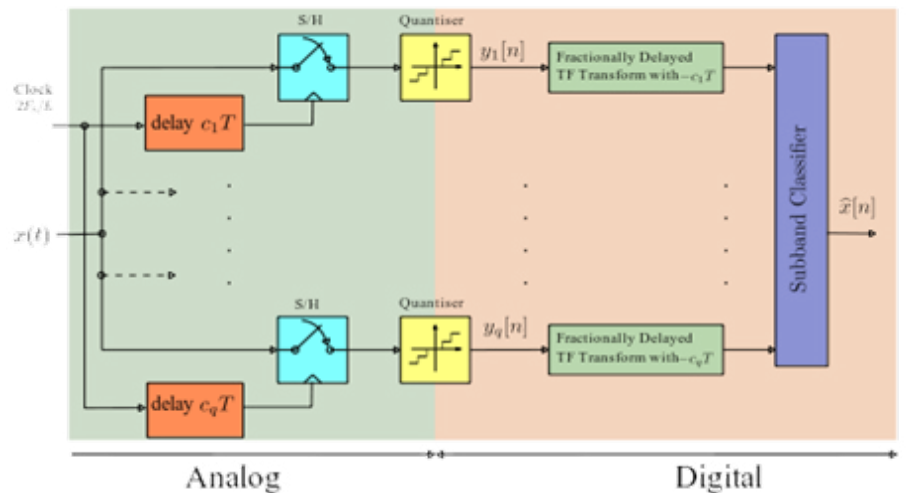 S/H
Quantiser
y₁[n]
Fractionally Delayed
TF Transform with−c₁T
Clock
delay c₁T
x(t)
Subband Classifier
x̂[n]
S/H
Quantiser
y_q[n]
Fractionally Delayed
TF Transform with−c_qT
delay c_qT
Analog
Digital